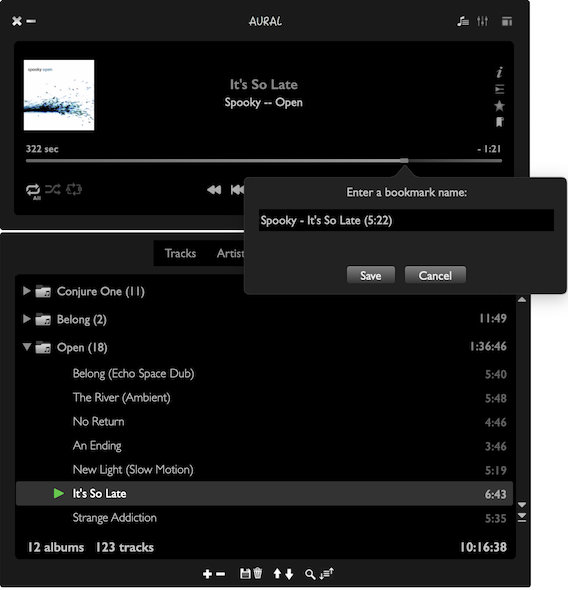 AURAL
spooky open
It's So Late
Spooky -- Open
i
322 sec
- 1:21
All
Enter a bookmark name:
Spooky - It's So Late (5:22)
Save
Cancel
Tracks
Artist
Conjure One (11)
Belong (2)
11:49
Open (18)
1:36:46
Belong (Echo Space Dub)
5:40
The River (Ambient)
5:48
No Return
4:46
An Ending
3:46
New Light (Slow Motion)
5:19
It's So Late
6:43
Strange Addiction
5:35
12 albums 123 tracks
10:16:38